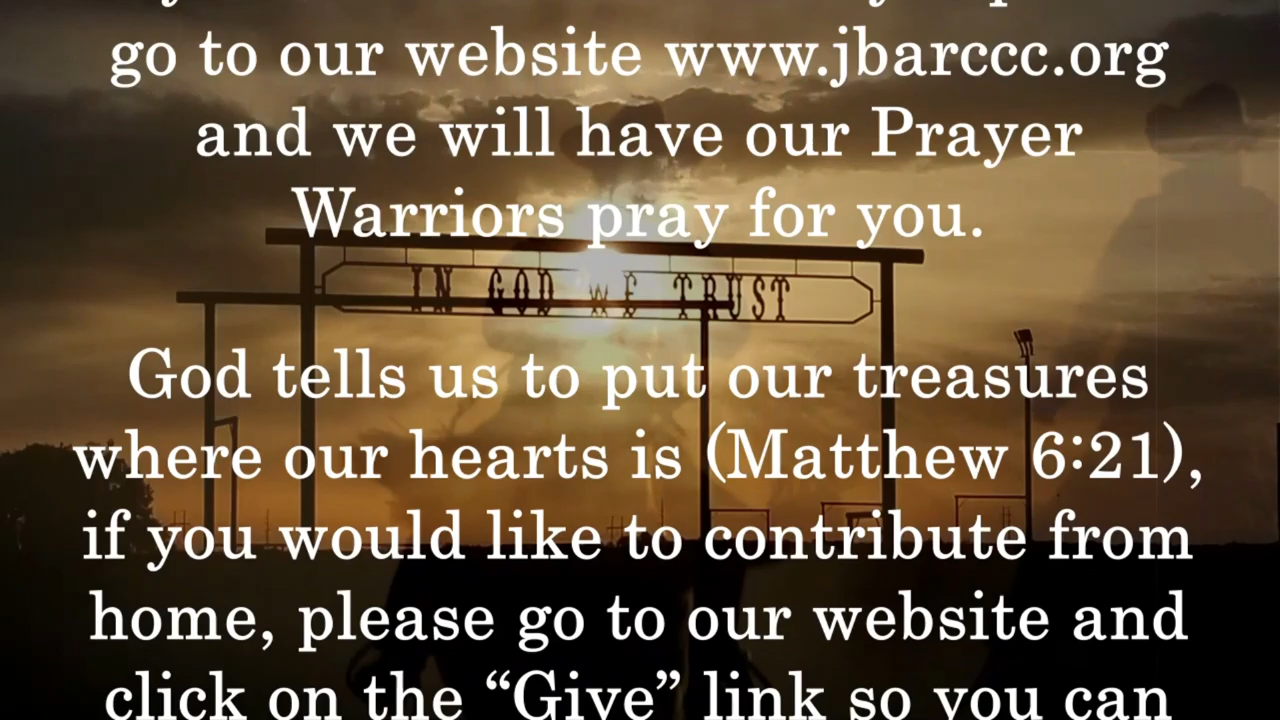 go to our website www.jbarccc.org
and we will have our Prayer
Warriors pray for you.
IN GOD WE TRUST
God tells us to put our treasures
where our hearts is (Matthew 6:21),
if you would like to contribute from
home, please go to our website and
click on the “Give” link so you can